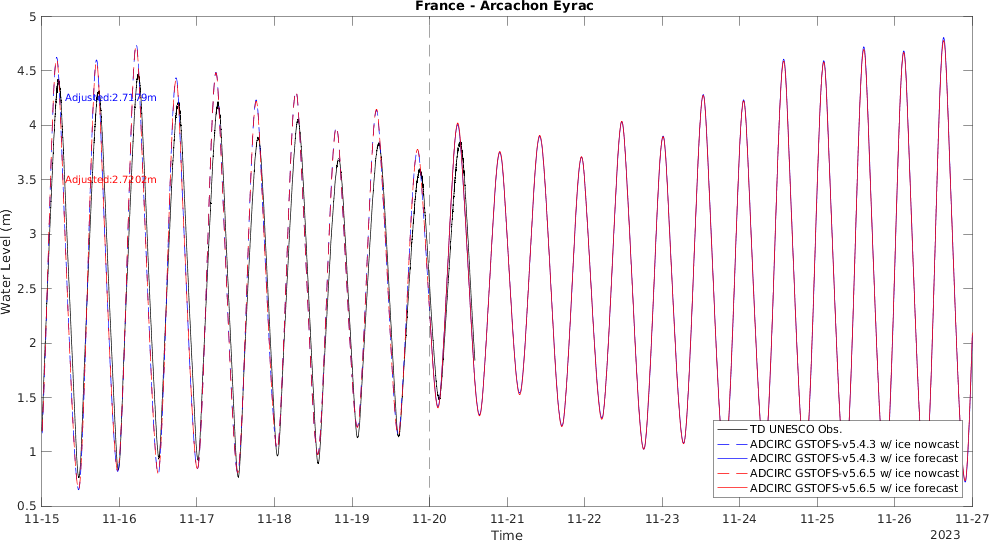 France - Arcachon Eyrac
Water Level (m)
5
4.5
4
3.5
3
2.5
2
1.5
1
0.5
Adjusted:2.7179m
Adjusted:2.7202m
TD UNESCO Obs.
ADCIRC GSTOFS-v5.4.3 w/ ice nowcast
ADCIRC GSTOFS-v5.4.3 w/ ice forecast
ADCIRC GSTOFS-v5.6.5 w/ ice nowcast
ADCIRC GSTOFS-v5.6.5 w/ ice forecast
11-15 11-16 11-17 11-18 11-19 11-20 11-21 11-22 11-23 11-24 11-25 11-26 11-27
Time
2023